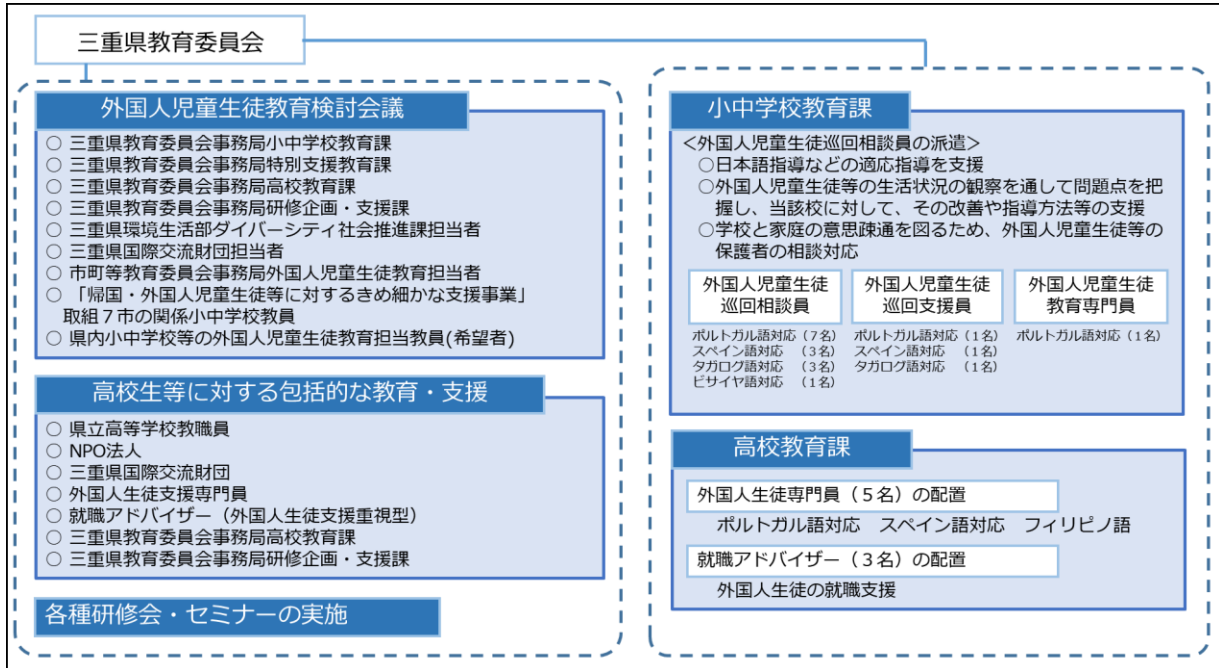 三重県教育委員会
外国人児童生徒教育検討会議
○ 三重県教育委員会事務局小中学校教育課
○ 三重県教育委員会事務局特別支援教育課
○ 三重県教育委員会事務局高校教育課
○ 三重県教育委員会事務局研修企画・支援課
○ 三重県環境生活部ダイバーシティ社会推進課担当者
○ 三重県国際交流財団担当者
○ 市町等教育委員会事務局外国人児童生徒教育担当者
○ 「帰国・外国人児童生徒等に対するきめ細かな支援事業」
取組７市の関係小中学校教員
○ 県内小中学校等の外国人児童生徒教育担当教員(希望者)
高校生等に対する包括的な教育・支援
○ 県立高等学校教職員
○ NPO法人
○ 三重県国際交流財団
○ 外国人生徒支援専門員
○ 就職アドバイザー（外国人生徒支援重視型）
○ 三重県教育委員会事務局高校教育課
○ 三重県教育委員会事務局研修企画・支援課
各種研修会・セミナーの実施
小中学校教育課
＜外国人児童生徒巡回相談員の派遣＞
○日本語指導などの適応指導を支援
○外国人児童生徒等の生活状況の観察を通して問題点を把
握し、当該校に対して、その改善や指導方法等の支援
○学校と家庭の意思疎通を図るため、外国人児童生徒等の
保護者の相談対応
外国人児童生徒
巡回相談員
ポルトガル語対応（７名）
スペイン語対応　（３名）
タガログ語対応　（３名）
ビサイヤ語対応　（１名）
外国人児童生徒
巡回支援員
ポルトガル語対応（１名）
スペイン語対応　（１名）
タガログ語対応　（１名）
外国人児童生徒
教育専門員
ポルトガル語対応（１名）
高校教育課
外国人生徒専門員（５名）の配置
ポルトガル語対応　スペイン語対応　フィリピノ語
就職アドバイザー（３名）の配置
外国人生徒の就職支援